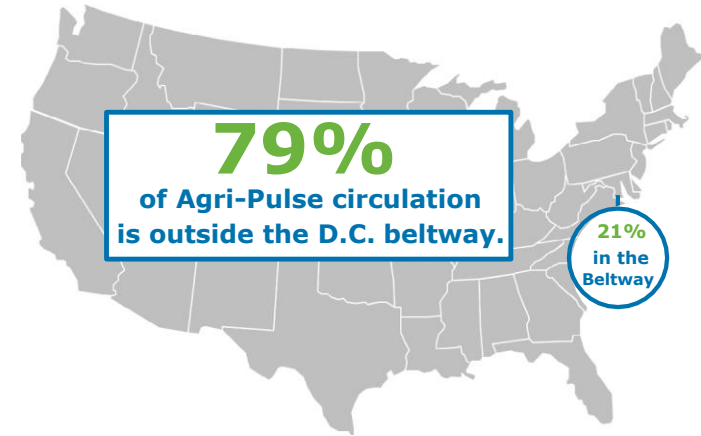 79%
of Agri-Pulse circulation
is outside the D.C. beltway.
21%
in the
Beltway